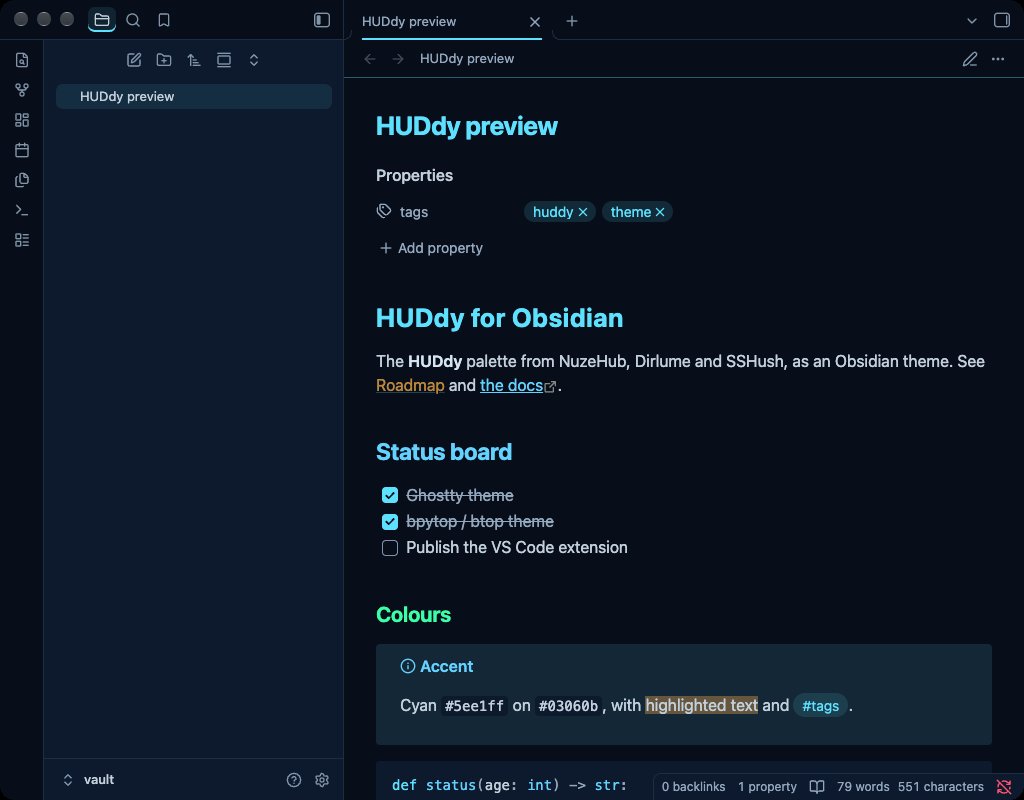 HUDdy preview
HUDdy preview
HUDdy preview
HUDdy preview
Properties
tags
huddy
theme
Add property
HUDdy for Obsidian
The HUDdy palette from NuzeHub, Dirlume and SSHush, as an Obsidian theme. See
Roadmap and the docs.
Status board
Ghostty theme
bpytop / btop theme
Publish the VS Code extension
Colours
Accent
Cyan #5ee1ff on #03060b, with highlighted text and #tags.
def status(age: int) -> str:
vault
0 backlinks 1 property 79 words 551 characters